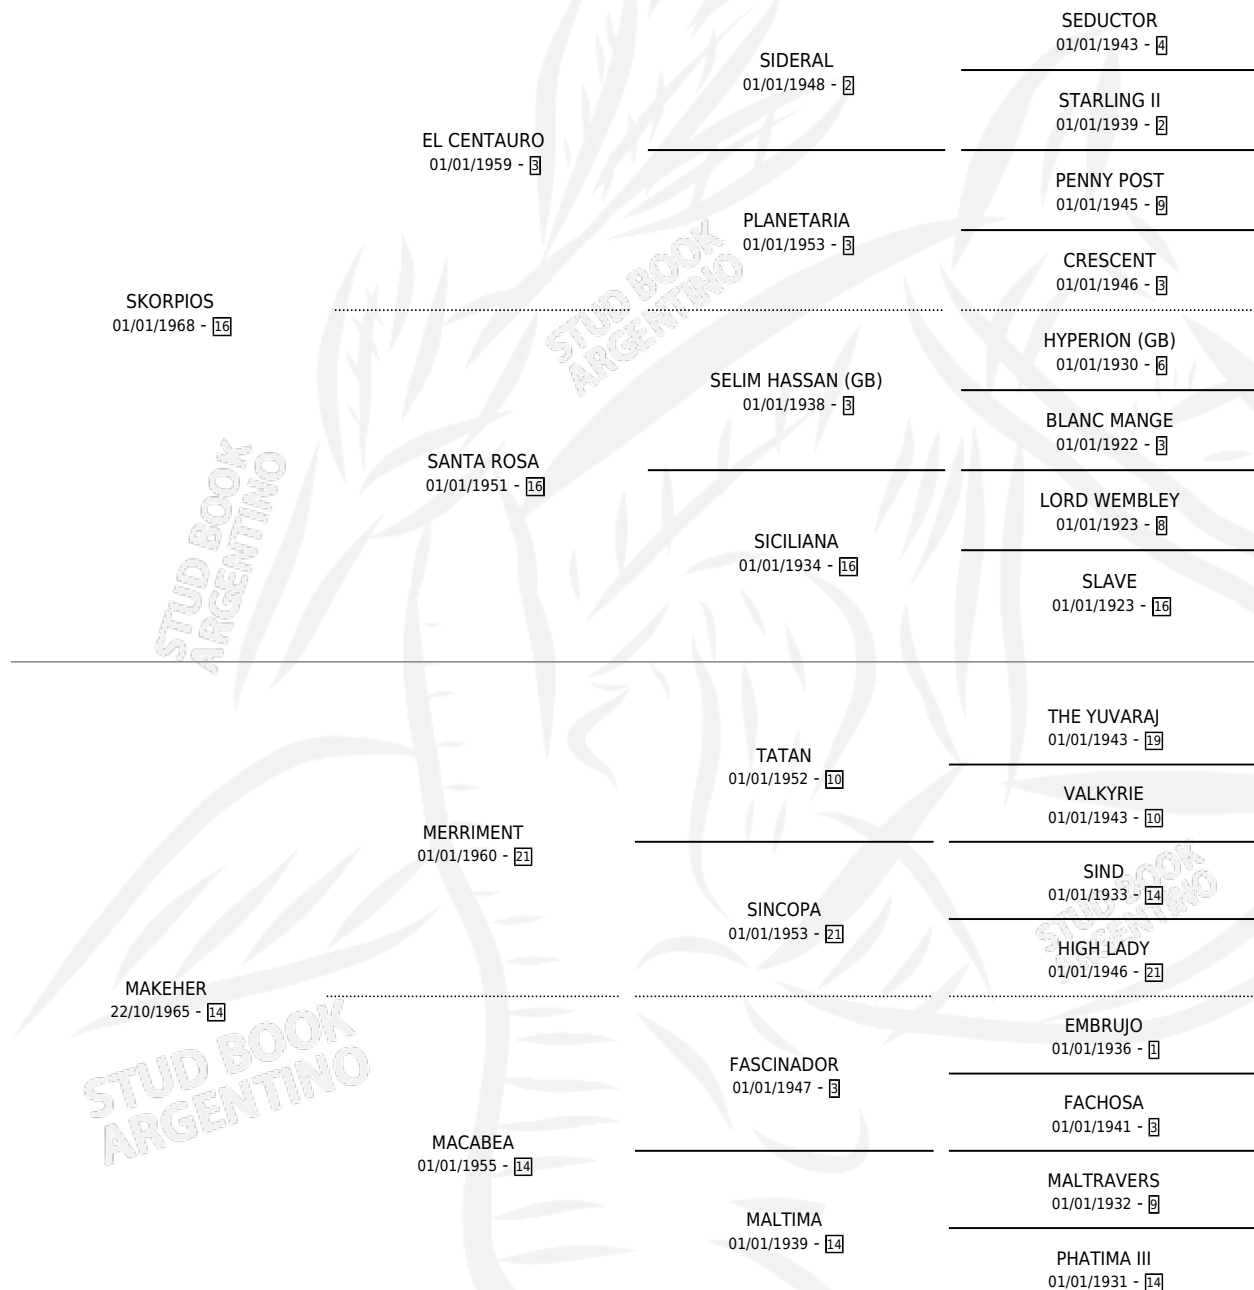 SEDUCTOR
01/01/1943 - 4
SIDERAL
01/01/1948 - 2
STARLING II
01/01/1939 - 2
EL CENTAURO
01/01/1959 - 3
PENNY POST
01/01/1945 - 9
PLANETARIA
01/01/1953 - 3
CRESCENT
01/01/1946 - 3
SKORPIOS
01/01/1968 - 16
STUD BOOK
ARGENTINO
HYPERION (GB)
01/01/1930 - 6
SELIM HASSAN (GB)
01/01/1938 - 3
BLANC MANGE
01/01/1922 - 3
SANTA ROSA
01/01/1951 - 16
STUD BOOK
ARGENTINO
LORD WEMBLEY
01/01/1923 - 8
SICILIANA
01/01/1934 - 16
SLAVE
01/01/1923 - 16
THE YUVARAJ
01/01/1943 - 19
TATAN
01/01/1952 - 10
VALKYRIE
01/01/1943 - 10
MERRIMENT
01/01/1960 - 21
SIND
01/01/1933 - 14
STUD BOOK
ARGENTINO
SINCOPA
01/01/1953 - 21
HIGH LADY
01/01/1946 - 21
MAKEHER
22/10/1965 - 14
STUD BOOK
ARGENTINO
EMBRUJO
01/01/1936 - 1
FASCINADOR
01/01/1947 - 3
FACHOSA
01/01/1941 - 3
MACABEA
01/01/1955 - 14
MALTRAVERS
01/01/1932 - 9
MALTIMA
01/01/1939 - 14
PHATIMA III
01/01/1931 - 14